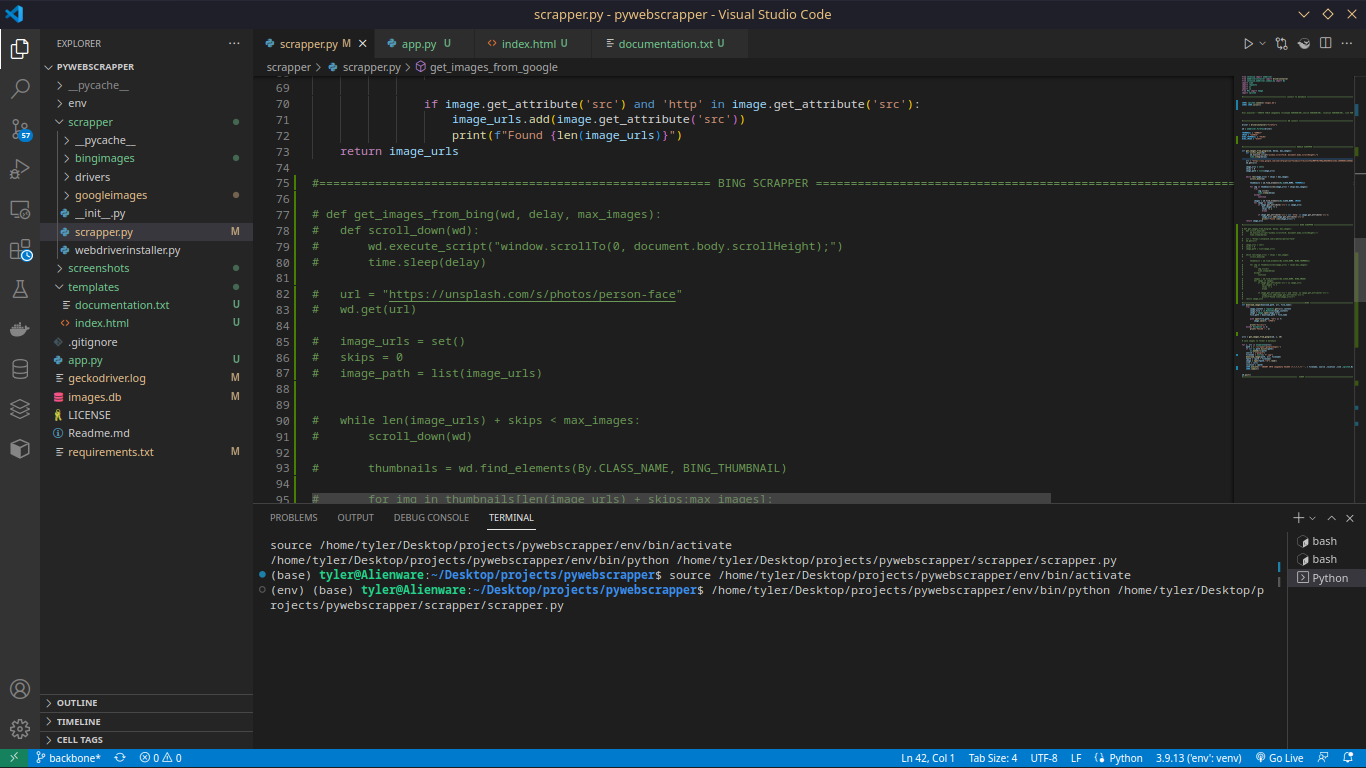 scrapper.py - pywebscrapper - Visual Studio Code
EXPLORER
PYWEBSCRAPPER
__pycache__
env
scrapper
__pycache__
bingimages
drivers
googleimages
__init__.py
scrapper.py M
webdriverinstaller.py
screenshots
templates
documentation.txt U
index.html U
.gitignore
app.py U
geckodriver.log M
images.db M
LICENSE
Readme.md
requirements.txt M
OUTLINE
TIMELINE
CELL TAGS
57
scrapper.py M
app.py U
index.html U
documentation.txt U
scrapper > scrapper.py > get_images_from_google
69
70 if image.get_attribute('src') and 'http' in image.get_attribute('src'):
71 image_urls.add(image.get_attribute('src'))
72 print(f"Found {len(image_urls)}")
73 return image_urls
74
75 #======================================================== BING SCRAPPER ============================================================
76
77 # def get_images_from_bing(wd, delay, max_images):
78 # def scroll_down(wd):
79 # wd.execute_script("window.scrollTo(0, document.body.scrollHeight);")
80 # time.sleep(delay)
81
82 # url = "https://unsplash.com/s/photos/person-face"
83 # wd.get(url)
84
85 # image_urls = set()
86 # skips = 0
87 # image_path = list(image_urls)
88
89
90 # while len(image_urls) + skips < max_images:
91 # scroll_down(wd)
92
93 # thumbnails = wd.find_elements(By.CLASS_NAME, BING_THUMBNAIL)
94
95 # for img in thumbnails[len(image_urls) + skips:max_images]:
PROBLEMS OUTPUT DEBUG CONSOLE TERMINAL
source /home/tyler/Desktop/projects/pywebscrapper/env/bin/activate
/home/tyler/Desktop/projects/pywebscrapper/env/bin/python /home/tyler/Desktop/projects/pywebscrapper/scrapper/scrapper.py
(base) tyler@Alienware:~/Desktop/projects/pywebscrapper$ source /home/tyler/Desktop/projects/pywebscrapper/env/bin/activate
(env) (base) tyler@Alienware:~/Desktop/projects/pywebscrapper$ /home/tyler/Desktop/projects/pywebscrapper/env/bin/python /home/tyler/Desktop/p
rojects/pywebscrapper/scrapper/scrapper.py
bash
bash
Python
backbone* 0 0 Ln 42, Col 1 Tab Size: 4 UTF-8 LF Python 3.9.13 ('env': venv) Go Live